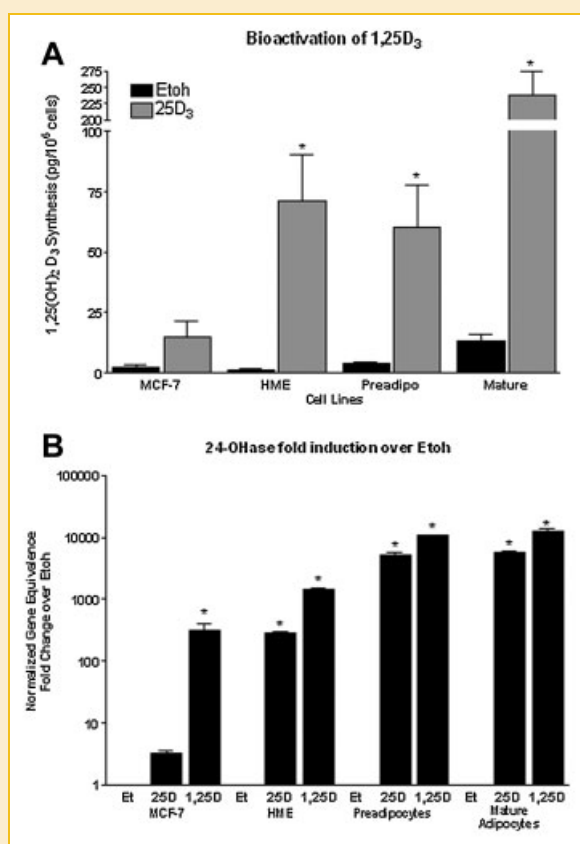 Bioactivation of 1,25D₃
A
Etoh
25D₃
1,25(OH)₂ D₃ Synthesis (pg/10⁶ cells)
275
250
225
200
100
75
50
25
0
*
*
*
MCF-7 HME Preadipo Mature
Cell Lines
B
24-OHase fold induction over Etoh
Normalized Gene Equivalence
Fold Change over Etoh
100000
10000
1000
100
10
1
*
*
*
*
*
*
*
Et 25D 1,25D Et 25D 1,25D Et 25D 1,25D Et 25D 1,25D
MCF-7 HME Preadipocytes Mature
Adipocytes